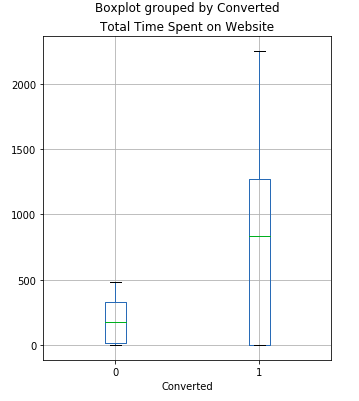 Boxplot grouped by Converted
Total Time Spent on Website
2000
1500
1000
500
0
0
1
Converted